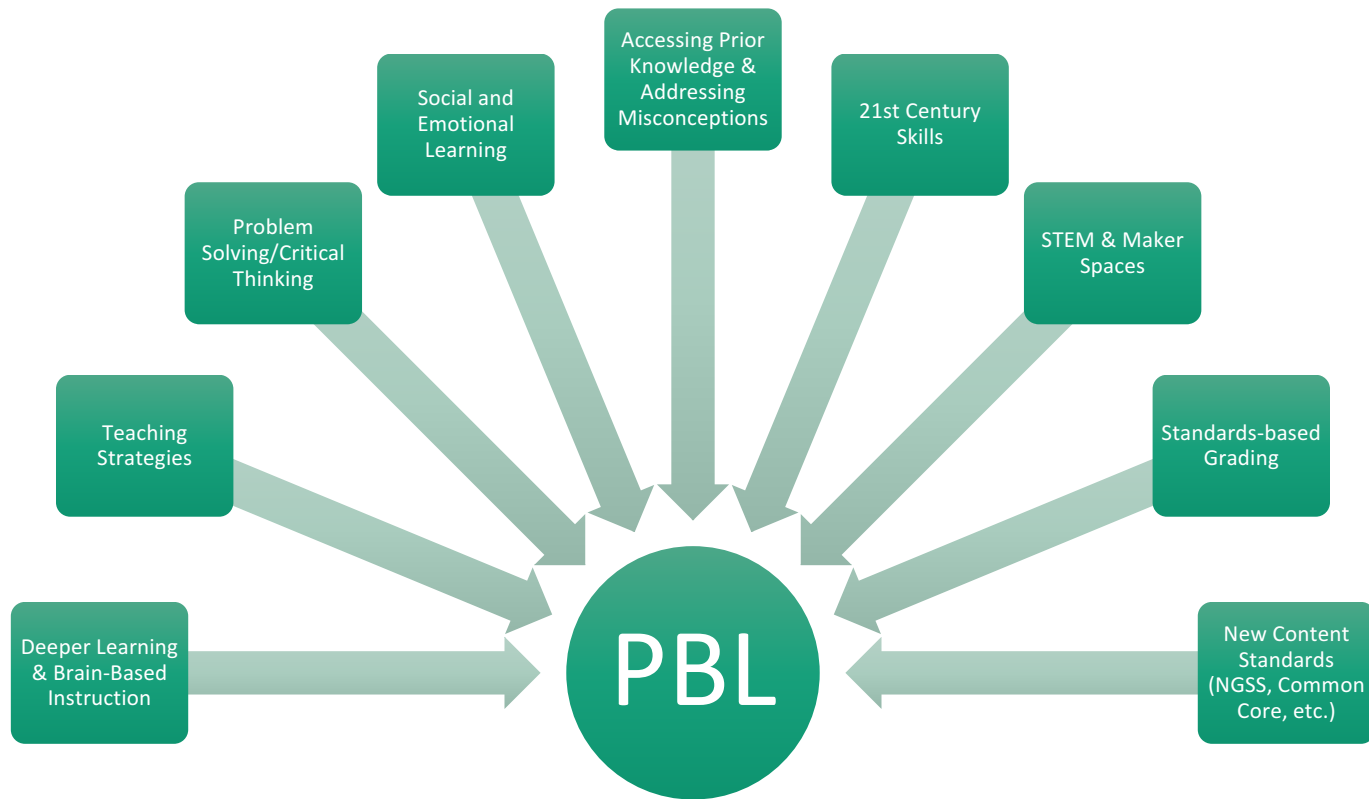 Accessing Prior
Knowledge &
Addressing
Misconceptions
Social and
Emotional
Learning
21st Century
Skills
Problem
Solving/Critical
Thinking
STEM & Maker
Spaces
Teaching
Strategies
Standards-based
Grading
Deeper Learning
& Brain-Based
Instruction
PBL
New Content
Standards
(NGSS, Common
Core, etc.)